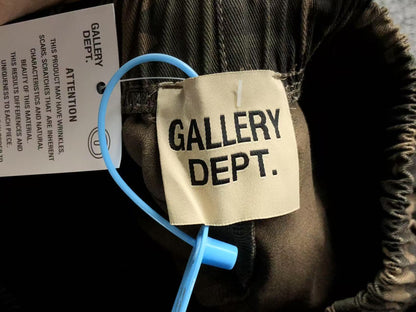 GALLERY
DEPT.
ATTENTION
THIS PRODUCT MAY HAVE WRINKLES,
SCARS, SCRATCHES THAT ARE INHERENT
CHARACTERISTICS AND NATURAL
BEAUTY OF THIS MATERIAL.
THIS RESULTS DIFFERENCES AND
UNIQUENESS TO EACH PIECE.
GALLERY
DEPT.